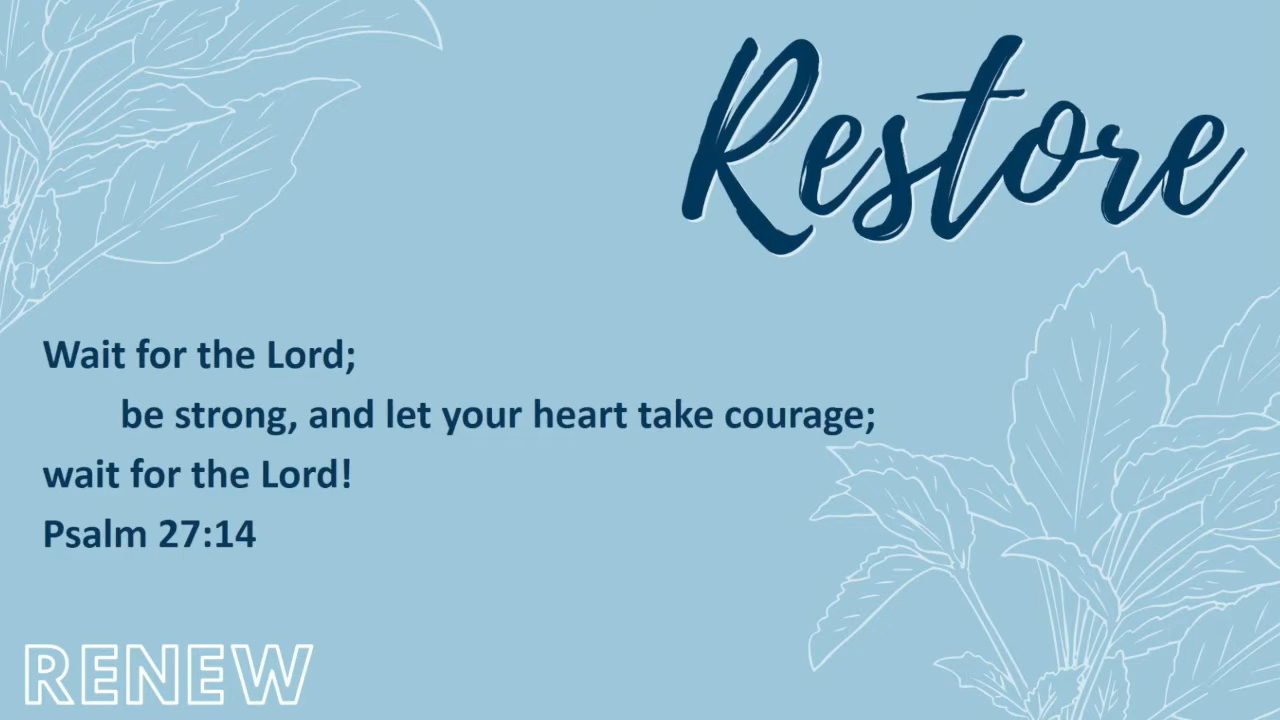 Restore
Wait for the Lord;
be strong, and let your heart take courage;
wait for the Lord!
Psalm 27:14
RENEW